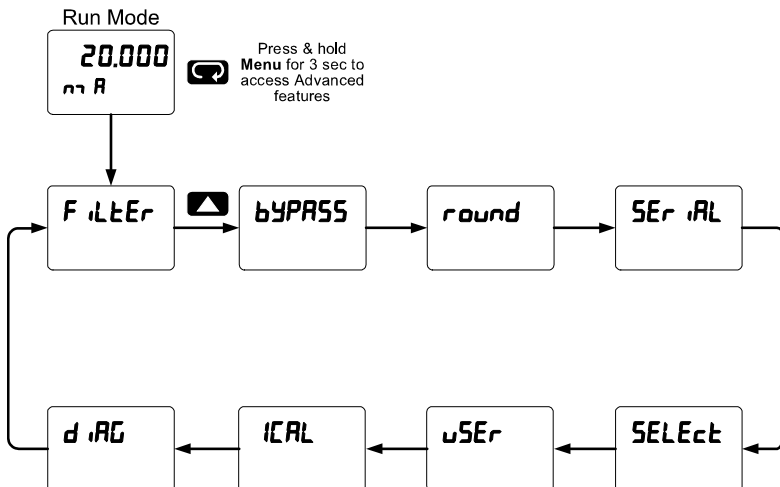 Run Mode
20.000
mA
Press & hold
Menu for 3 sec to
access Advanced
features
FiLtEr
bYPASS
round
SEriAL
diAG
ICAL
uSEr
SELEct